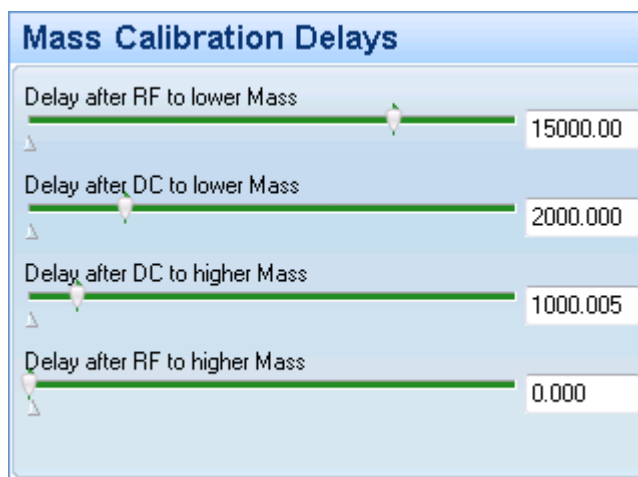 Mass Calibration Delays
Delay after RF to lower Mass
15000.00
Delay after DC to lower Mass
2000.000
Delay after DC to higher Mass
1000.005
Delay after RF to higher Mass
0.000